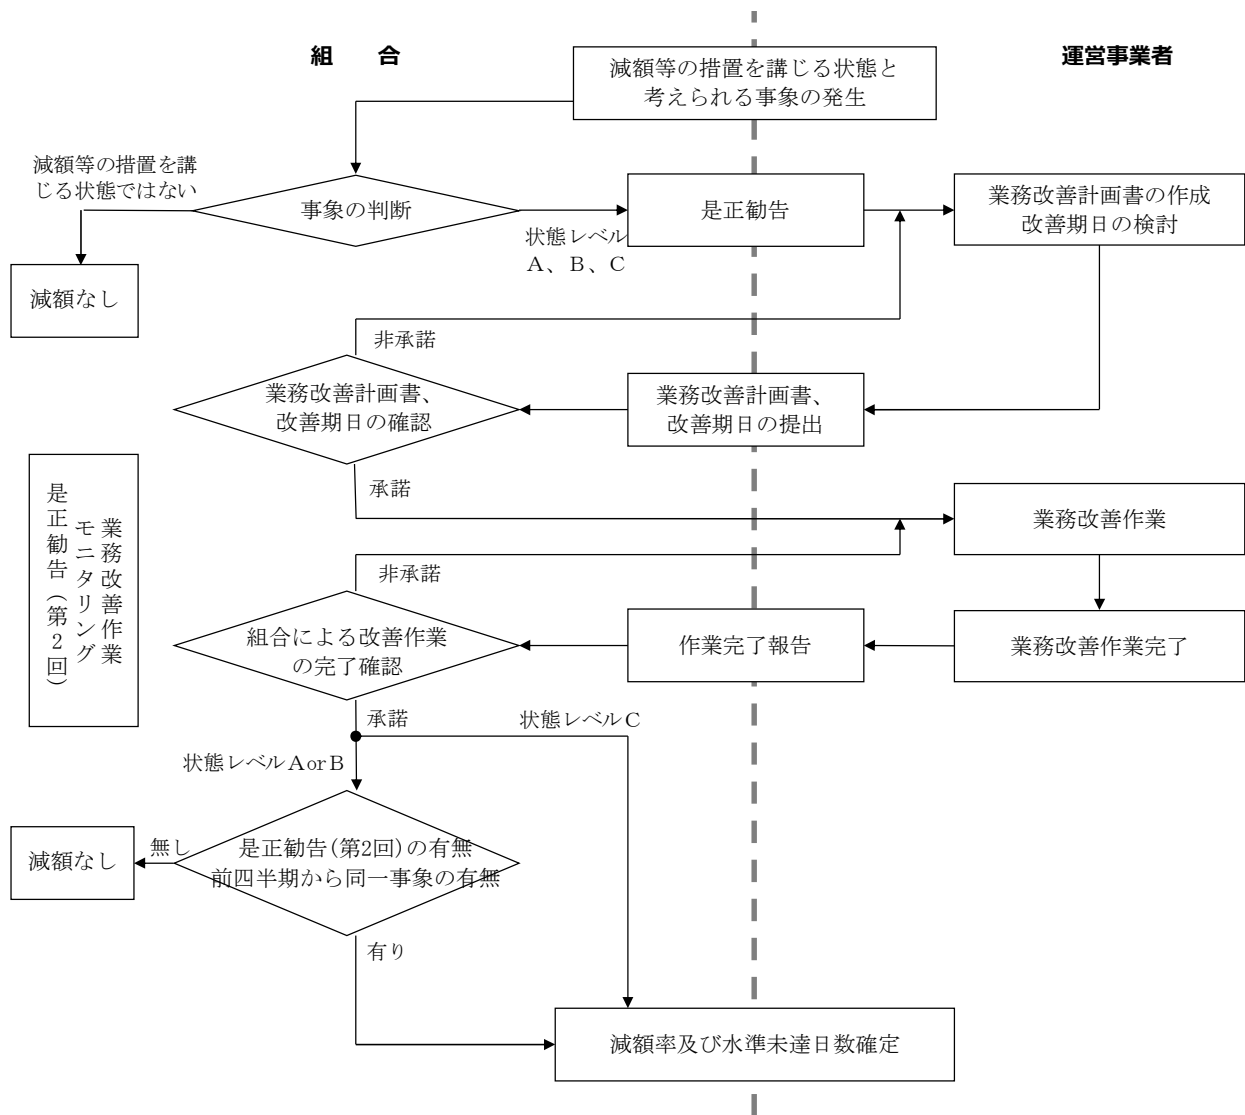 組　　合
運営事業者
減額等の措置を講じる状態と
考えられる事象の発生
減額等の措置を講
じる状態ではない
事象の判断
是正勧告
業務改善計画書の作成
改善期日の検討
状態レベル
Ａ、Ｂ、Ｃ
減額なし
非承諾
業務改善計画書、
改善期日の確認
業務改善計画書、
改善期日の提出
承諾
業務改善作業
モニタリング
是正勧告（第２回）
業務改善作業
非承諾
組合による改善作業
の完了確認
作業完了報告
業務改善作業完了
承諾
状態レベルＣ
状態レベルＡorＢ
無し
減額なし
是正勧告(第2回)の有無
前四半期から同一事象の有無
有り
減額率及び水準未達日数確定